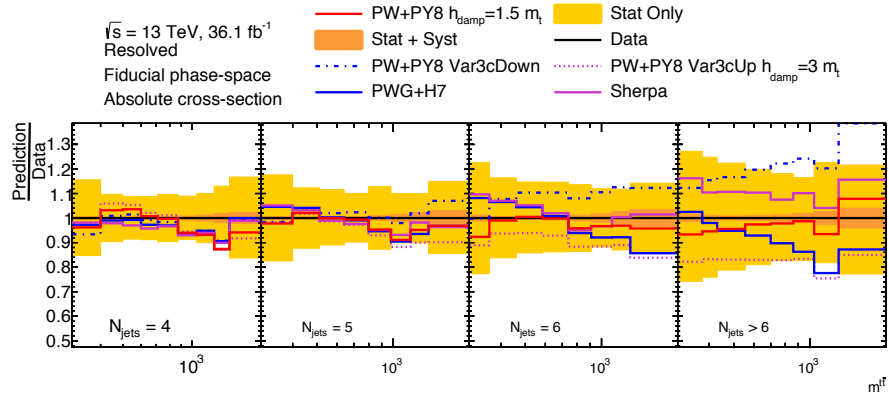 √s = 13 TeV, 36.1 fb⁻¹
Resolved
Fiducial phase-space
Absolute cross-section
PW+PY8 h_damp=1.5 m_t
Stat Only
Stat + Syst
Data
PW+PY8 Var3cDown
PW+PY8 Var3cUp h_damp=3 m_t
PWG+H7
Sherpa
Prediction
Data
1.3
1.2
1.1
1
0.9
0.8
0.7
0.6
0.5
N_jets = 4
N_jets = 5
N_jets = 6
N_jets > 6
10³
10³
10³
10³
m^tt̄